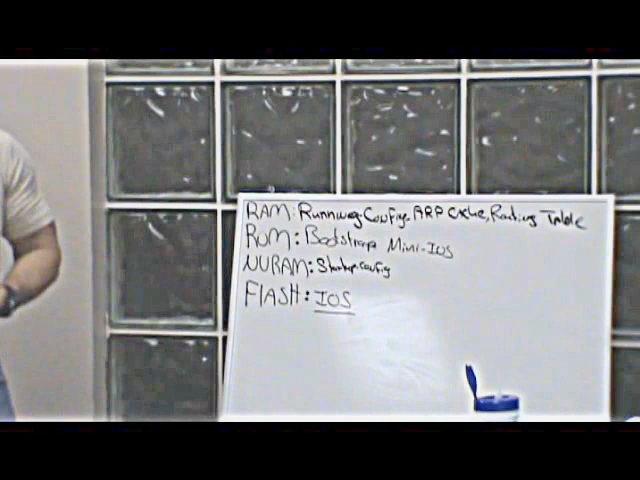 RAM: Running-Config, ARP Cache, Routing Table
ROM: Bootstrap Mini-IOS
NVRAM: Startup-config
FLASH: IOS